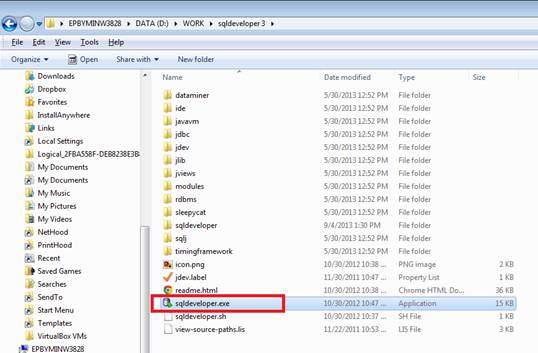 EPBYMINW3828 ▸ DATA (D:) ▸ WORK ▸ sqldeveloper 3 ▸
File Edit View Tools Help
Organize ▾ Open Share with ▾ New folder
Downloads
Dropbox
Favorites
InstallAnywhere
Links
Local Settings
Logical_2FBA558F-DEB8238E3B
My Documents
My Documents
My Music
My Pictures
My Videos
NetHood
PrintHood
Recent
Saved Games
Searches
SendTo
Start Menu
Templates
VirtualBox VMs
EPBYMINW3828
Name Date modified Type Size
dataminer 5/30/2013 12:52 PM File folder
ide 5/30/2013 12:52 PM File folder
javavm 5/30/2013 12:52 PM File folder
jdbc 5/30/2013 12:52 PM File folder
jdev 5/30/2013 12:52 PM File folder
jlib 5/30/2013 12:52 PM File folder
jviews 5/30/2013 12:52 PM File folder
modules 5/30/2013 12:52 PM File folder
rdbms 5/30/2013 12:52 PM File folder
sleepycat 5/30/2013 12:52 PM File folder
sqldeveloper 9/4/2013 1:30 PM File folder
sqlj 5/30/2013 12:52 PM File folder
timingframework 5/30/2013 12:52 PM File folder
icon.png 10/30/2012 10:38 ... PNG image 2 KB
jdev.label 11/30/2011 10:47 ... Property List 1 KB
readme.html 10/30/2012 10:38 ... Chrome HTML Do... 36 KB
sqldeveloper.exe 10/30/2012 10:47 ... Application 15 KB
sqldeveloper.sh 10/30/2012 10:37 ... SH File 1 KB
view-source-paths.lis 11/22/2011 10:53 ... LIS File 2 KB